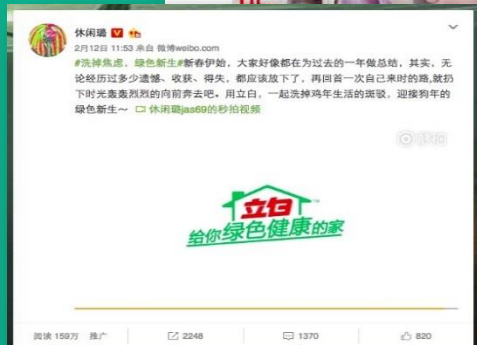 休闲璐
2月12日 11:53 来自 微博weibo.com
#洗掉焦虑，绿色新生#新春伊始，大家好像都在为过去的一年做总结，其实，无
论经历过多少遗憾、收获、得失，都应该放下了，再回首一次自己来时的路,就扔
下时光轰轰烈烈的向前奔去吧。用立白，一起洗掉鸡年生活的斑驳，迎接狗年的
绿色新生～ 休闲璐jas69的秒拍视频
秒拍
立白
给你绿色健康的家
阅读 159万 推广 2248 1370 820